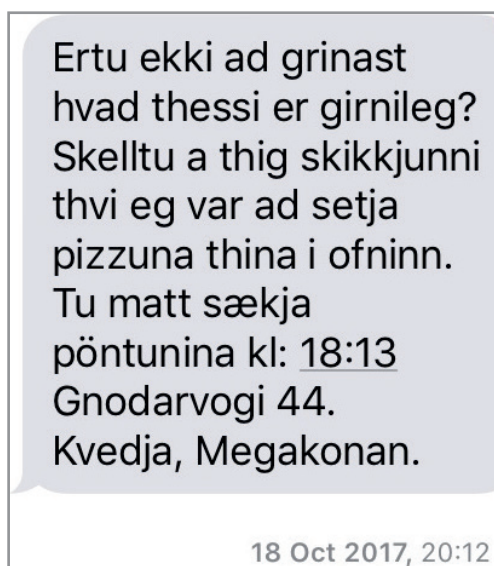 Ertu ekki ad grinast
hvad thessi er girnileg?
Skelltu a thig skikkjunni
thvi eg var ad setja
pizzuna thina i ofninn.
Tu matt sækja
pöntunina kl: 18:13
Gnodarvogi 44.
Kvedja, Megakonan.
18 Oct 2017, 20:12